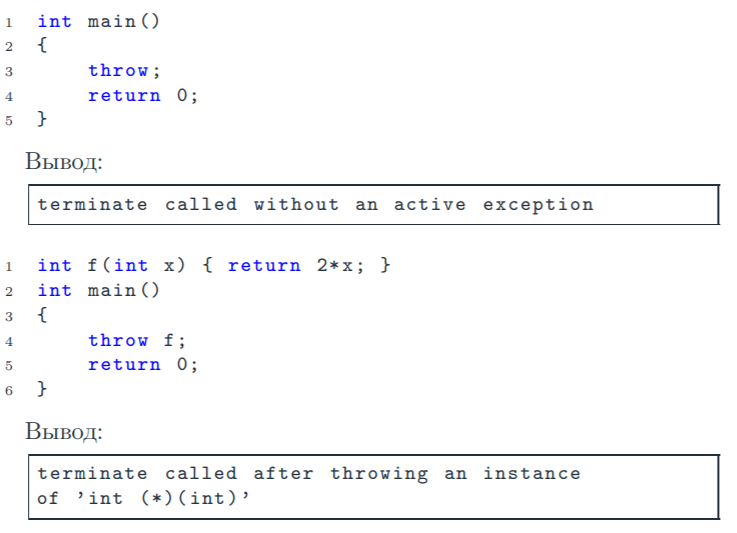 1 int main()
2 {
3     throw;
4     return 0;
5 }
Вывод:
terminate called without an active exception
1 int f(int x) { return 2*x; }
2 int main()
3 {
4     throw f;
5     return 0;
6 }
Вывод:
terminate called after throwing an instance
of ’int (*)(int)’